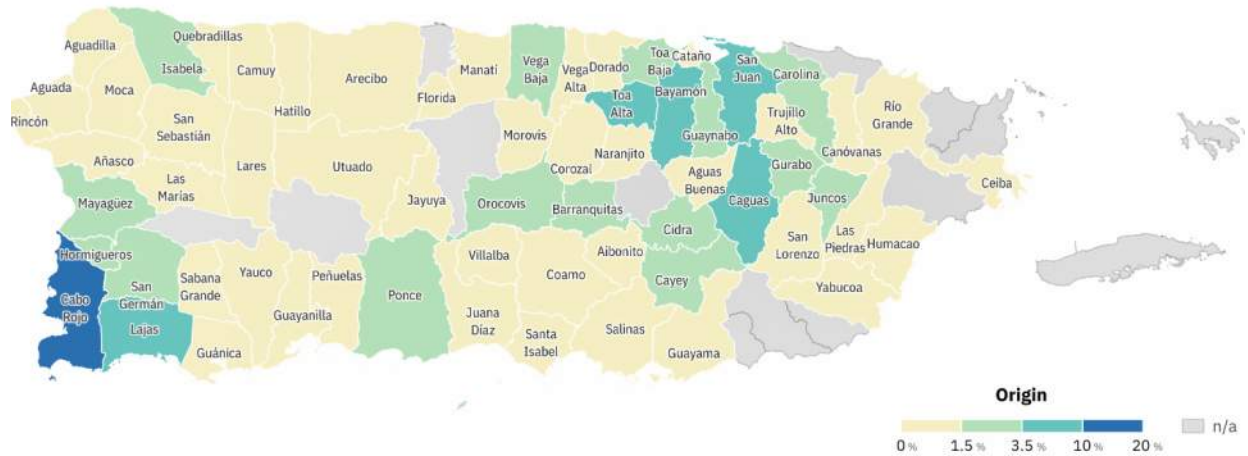 Aguadilla
Quebradillas
Isabela
Camuy
Arecibo
Manatí
Vega
Baja
Vega
Alta
Dorado
Toa
Baja
Cataño
San
Juan
Carolina
Aguada
Moca
Hatillo
Florida
Toa
Alta
Bayamón
Guaynabo
Trujillo
Alto
Río
Grande
Rincón
San
Sebastián
Morovis
Canóvanas
Añasco
Lares
Utuado
Corozal
Naranjito
Aguas
Buenas
Gurabo
Ceiba
Las
Marías
Mayagüez
Jayuya
Orocovis
Barranquitas
Caguas
Juncos
Cidra
Hormigueros
San
Germán
Sabana
Grande
Yauco
Peñuelas
Villalba
Aibonito
San
Lorenzo
Las
Piedras
Humacao
Cabo
Rojo
Lajas
Guayanilla
Ponce
Coamo
Cayey
Yabucoa
Guánica
Juana
Díaz
Santa
Isabel
Salinas
Guayama
Origin
0 % 1.5 % 3.5 % 10 % 20 %
n/a